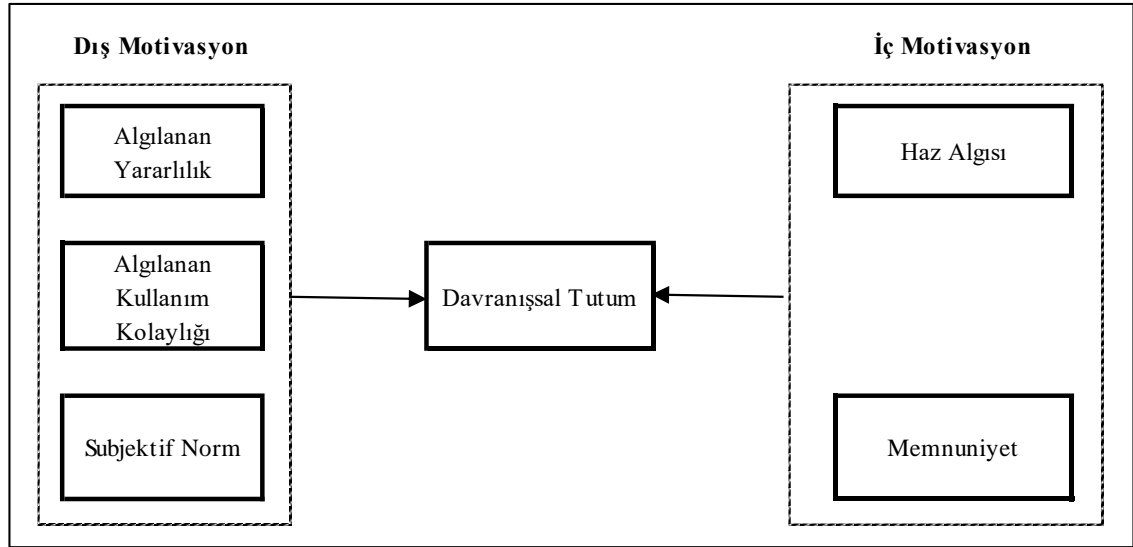 Dış Motivasyon
İç Motivasyon
Algılanan
Yararlılık
Haz Algısı
Algılanan
Kullanım
Kolaylığı
Davranışsal Tutum
Subjektif Norm
Memnuniyet